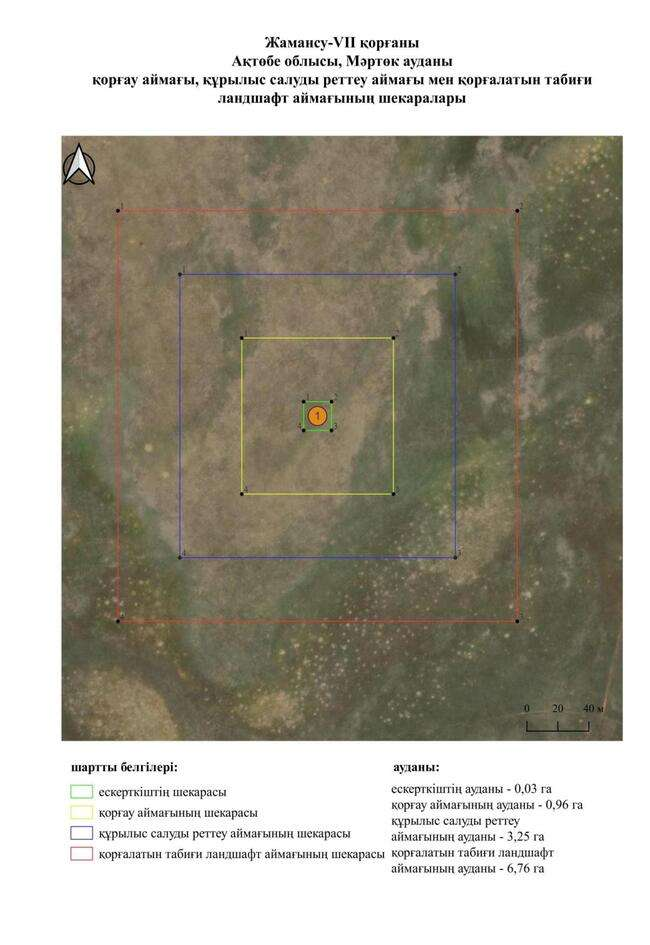 Жамансу-VII қорғаны
Ақтөбе облысы, Мәртөк ауданы
қорғау аймағы, құрылыс салуды реттеу аймағы мен қорғалатын табиғи
ландшафт аймағының шекаралары
1 2
1 2
1 2
1 2
1
4 3
4 3
4 3
4 3
0 20 40 м
шартты белгілері:
ескерткіштің шекарасы
қорғау аймағының шекарасы
құрылыс салуды реттеу аймағының шекарасы
қорғалатын табиғи ландшафт аймағының шекарасы
ауданы:
ескерткіштің ауданы - 0,03 га
қорғау аймағының ауданы - 0,96 га
құрылыс салуды реттеу
аймағының ауданы - 3,25 га
қорғалатын табиғи ландшафт
аймағының ауданы - 6,76 га